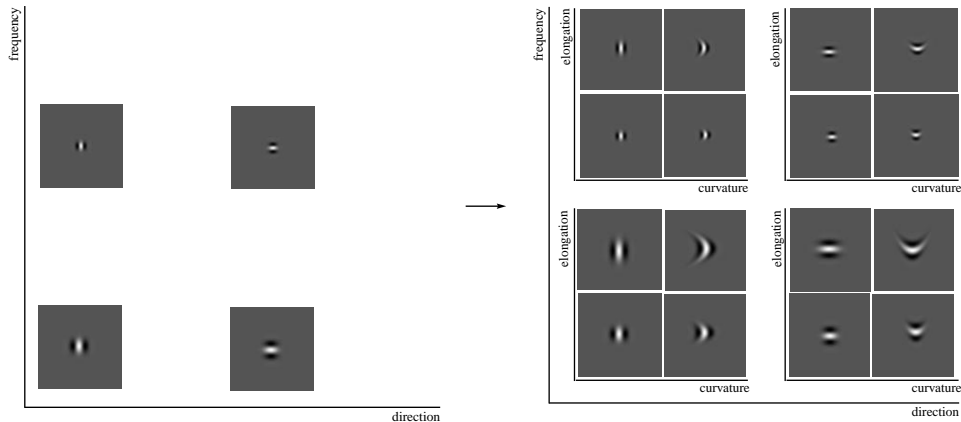 frequency
direction
frequency
elongation
curvature
elongation
curvature
elongation
curvature
elongation
curvature
direction